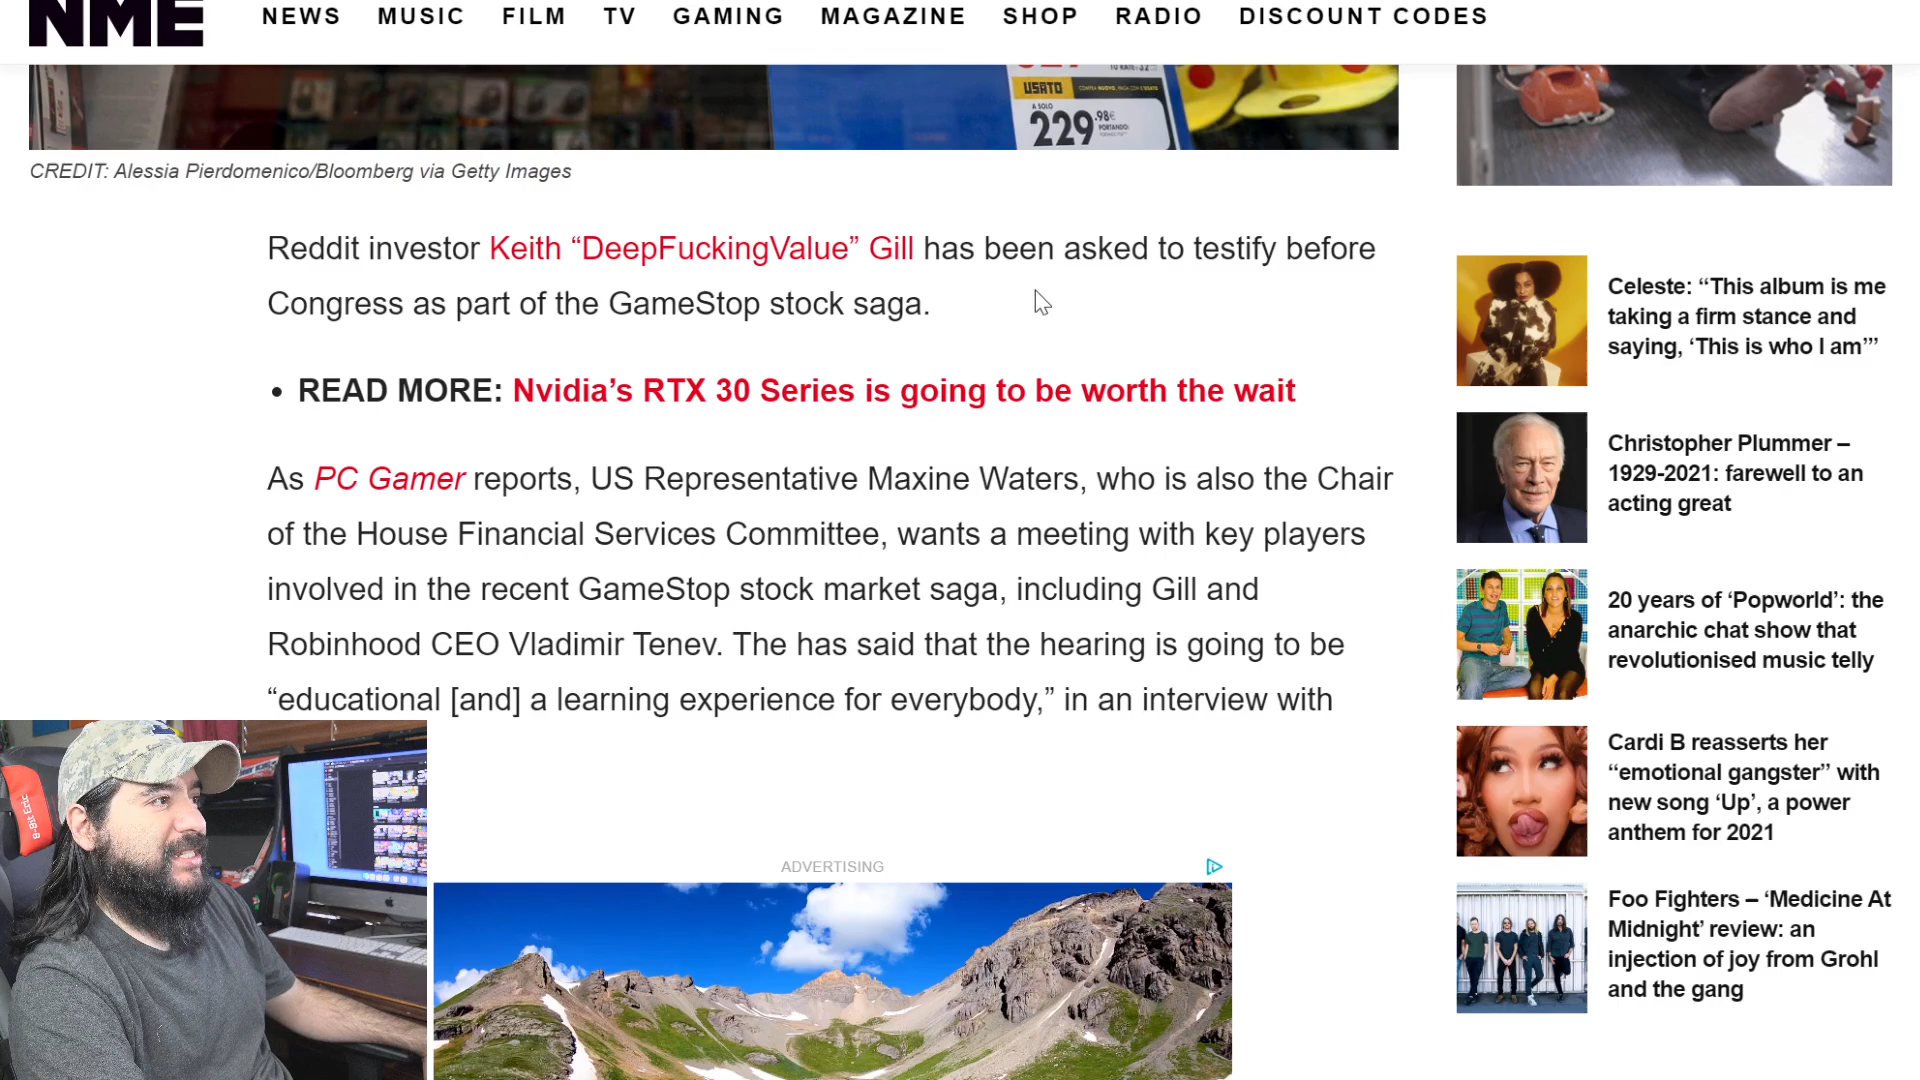 NME
NEWS MUSIC FILM TV GAMING MAGAZINE SHOP RADIO DISCOUNT CODES
USATO
A SOLO
229
.98€
PORTANDO:
CREDIT: Alessia Pierdomenico/Bloomberg via Getty Images
Reddit investor Keith “DeepFuckingValue” Gill has been asked to testify before
Congress as part of the GameStop stock saga.
• READ MORE: Nvidia’s RTX 30 Series is going to be worth the wait
As PC Gamer reports, US Representative Maxine Waters, who is also the Chair
of the House Financial Services Committee, wants a meeting with key players
involved in the recent GameStop stock market saga, including Gill and
Robinhood CEO Vladimir Tenev. The has said that the hearing is going to be
“educational [and] a learning experience for everybody,” in an interview with
8-Bit Eric
ADVERTISING
Celeste: “This album is me
taking a firm stance and
saying, ‘This is who I am’”
Christopher Plummer –
1929-2021: farewell to an
acting great
20 years of ‘Popworld’: the
anarchic chat show that
revolutionised music telly
Cardi B reasserts her
“emotional gangster” with
new song ‘Up’, a power
anthem for 2021
Foo Fighters – ‘Medicine At
Midnight’ review: an
injection of joy from Grohl
and the gang